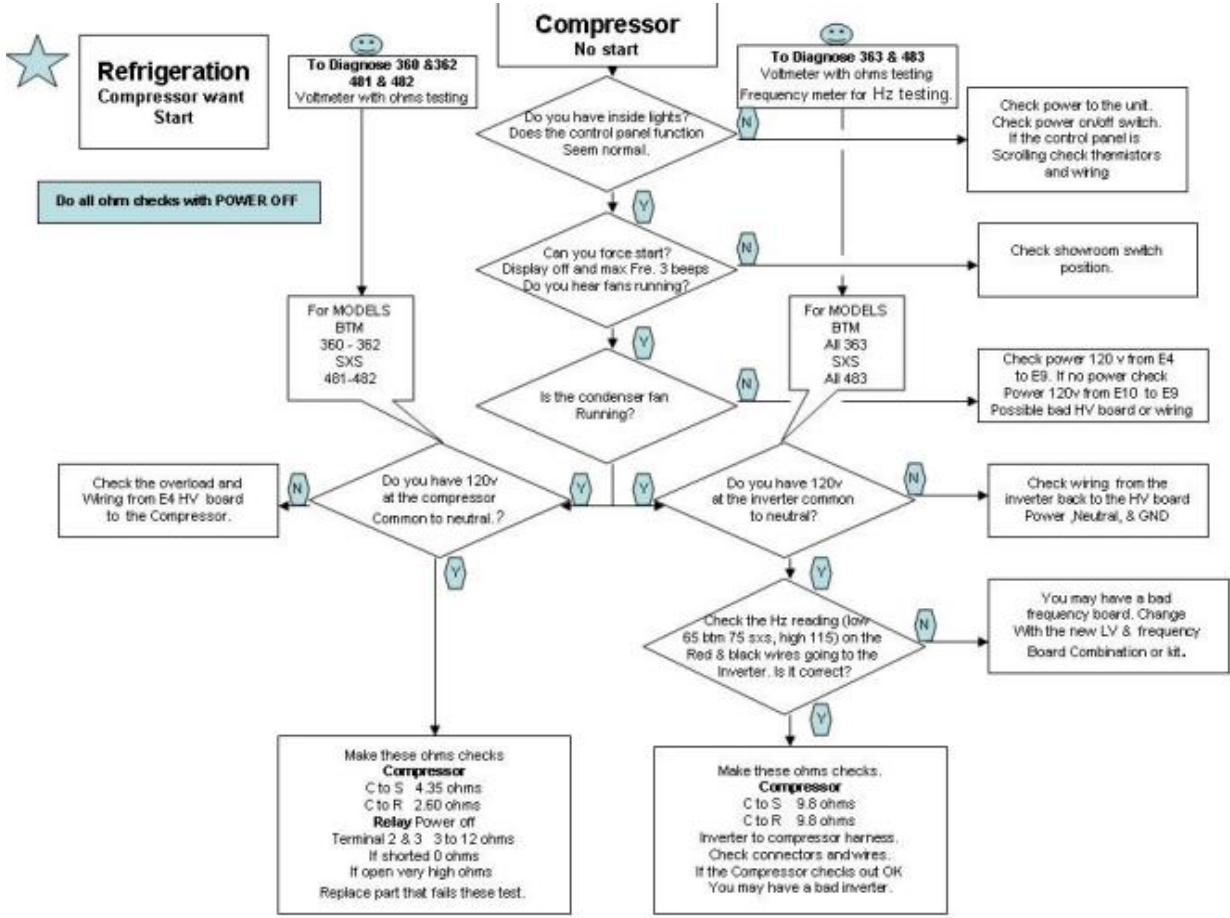 Refrigeration
Compressor want
Start
To Diagnose 360 &362
481 & 482
Voltmeter with ohms testing
Compressor
No start
To Diagnose 363 & 483
Voltmeter with ohms testing
Frequency meter for Hz testing.
Do all ohm checks with POWER OFF
Do you have inside lights?
Does the control panel function
Seem normal.
N
Check power to the unit.
Check power on/off switch.
If the control panel is
Scrolling check thermistors
and wiring
Y
Can you force start?
Display off and max Fre. 3 beeps
Do you hear fans running?
N
Check showroom switch
position.
Y
For MODELS
BTM
360 - 362
SXS
481-482
For MODELS
BTM
All 363
SXS
All 483
Is the condenser fan
Running?
N
Check power 120 v from E4
to E9. If no power check
Power 120v from E10 to E9
Possible bad HV board or wiring
Y
Y
Do you have 120v
at the compressor
Common to neutral.?
N
Check the overload and
Wiring from E4 HV board
to the Compressor.
Do you have 120v
at the inverter common
to neutral?
N
Check wiring from the
inverter back to the HV board
Power ,Neutral, & GND
Y
Y
Check the Hz reading (low
65 btm 75 sxs, high 115) on the
Red & black wires going to the
Inverter. Is it correct?
N
You may have a bad
frequency board. Change
With the new LV & frequency
Board Combination or kit.
Y
Make these ohms checks
Compressor
C to S 4.35 ohms
C to R 2.60 ohms
Relay Power off
Terminal 2 & 3 3 to 12 ohms
If shorted 0 ohms
If open very high ohms
Replace part that fails these test.
Make these ohms checks.
Compressor
C to S 9.8 ohms
C to R 9.8 ohms
Inverter to compressor harness.
Check connectors and wires.
If the Compressor checks out OK
You may have a bad inverter.